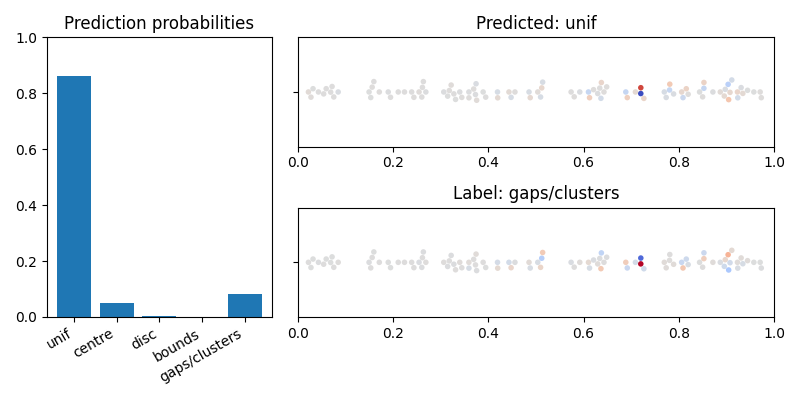 Prediction probabilities
1.0
0.8
0.6
0.4
0.2
0.0
unif
centre
disc
bounds
gaps/clusters
Predicted: unif
0.0 0.2 0.4 0.6 0.8 1.0
Label: gaps/clusters
0.0 0.2 0.4 0.6 0.8 1.0